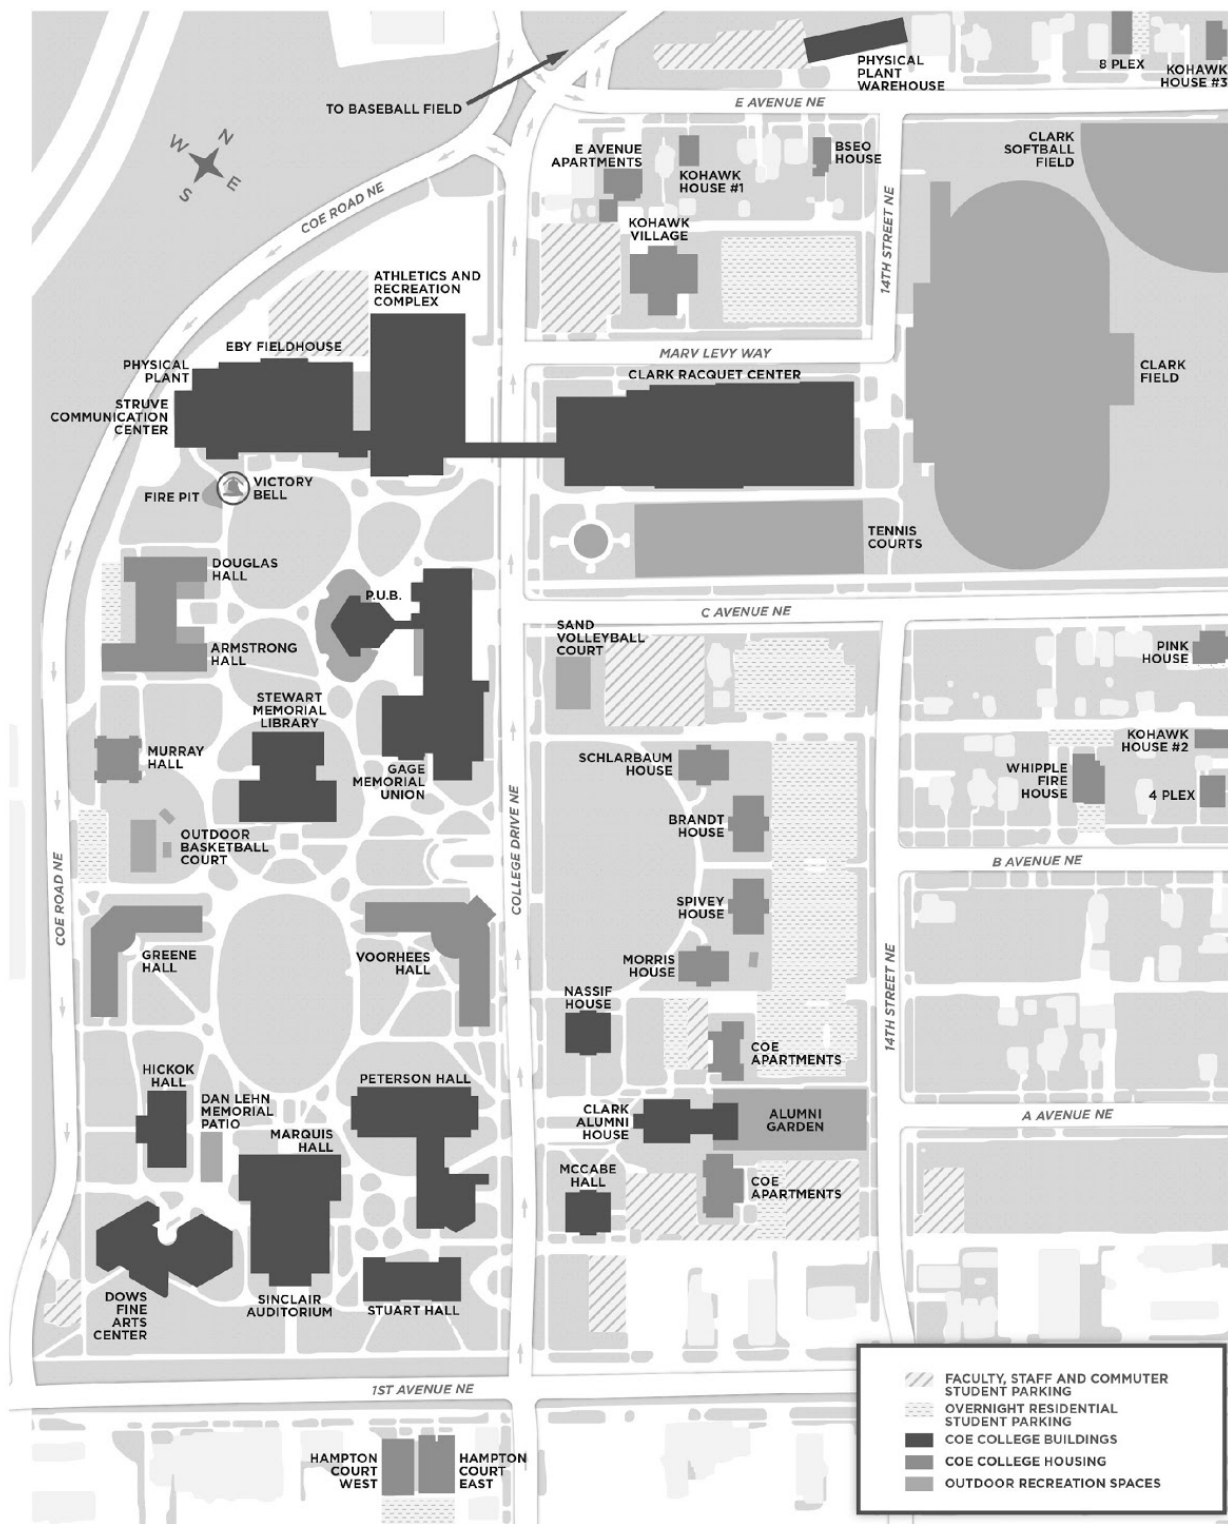 8 PLEX
KOHAWK
HOUSE #3
PHYSICAL
PLANT
WAREHOUSE
TO BASEBALL FIELD
E AVENUE NE
N
W
E
S
E AVENUE
APARTMENTS
KOHAWK
HOUSE #1
BSEO
HOUSE
CLARK
SOFTBALL
FIELD
COE ROAD NE
KOHAWK
VILLAGE
14TH STREET NE
ATHLETICS AND
RECREATION
COMPLEX
EBY FIELDHOUSE
MARV LEVY WAY
PHYSICAL
PLANT
CLARK RACQUET CENTER
CLARK
FIELD
STRUVE
COMMUNICATION
CENTER
FIRE PIT
VICTORY
BELL
TENNIS
COURTS
DOUGLAS
HALL
P.U.B.
C AVENUE NE
SAND
VOLLEYBALL
COURT
ARMSTRONG
HALL
PINK
HOUSE
STEWART
MEMORIAL
LIBRARY
MURRAY
HALL
GAGE
MEMORIAL
UNION
SCHLARBAUM
HOUSE
KOHAWK
HOUSE #2
WHIPPLE
FIRE
HOUSE
4 PLEX
BRANDT
HOUSE
OUTDOOR
BASKETBALL
COURT
COE ROAD NE
COLLEGE DRIVE NE
B AVENUE NE
SPIVEY
HOUSE
GREENE
HALL
VOORHEES
HALL
MORRIS
HOUSE
14TH STREET NE
NASSIF
HOUSE
COE
APARTMENTS
HICKOK
HALL
PETERSON HALL
DAN LEHN
MEMORIAL
PATIO
CLARK
ALUMNI
HOUSE
ALUMNI
GARDEN
A AVENUE NE
MARQUIS
HALL
MCCABE
HALL
COE
APARTMENTS
DOWS
FINE
ARTS
CENTER
SINCLAIR
AUDITORIUM
STUART HALL
1ST AVENUE NE
HAMPTON
COURT
WEST
HAMPTON
COURT
EAST
FACULTY, STAFF AND COMMUTER
STUDENT PARKING
OVERNIGHT RESIDENTIAL
STUDENT PARKING
COE COLLEGE BUILDINGS
COE COLLEGE HOUSING
OUTDOOR RECREATION SPACES